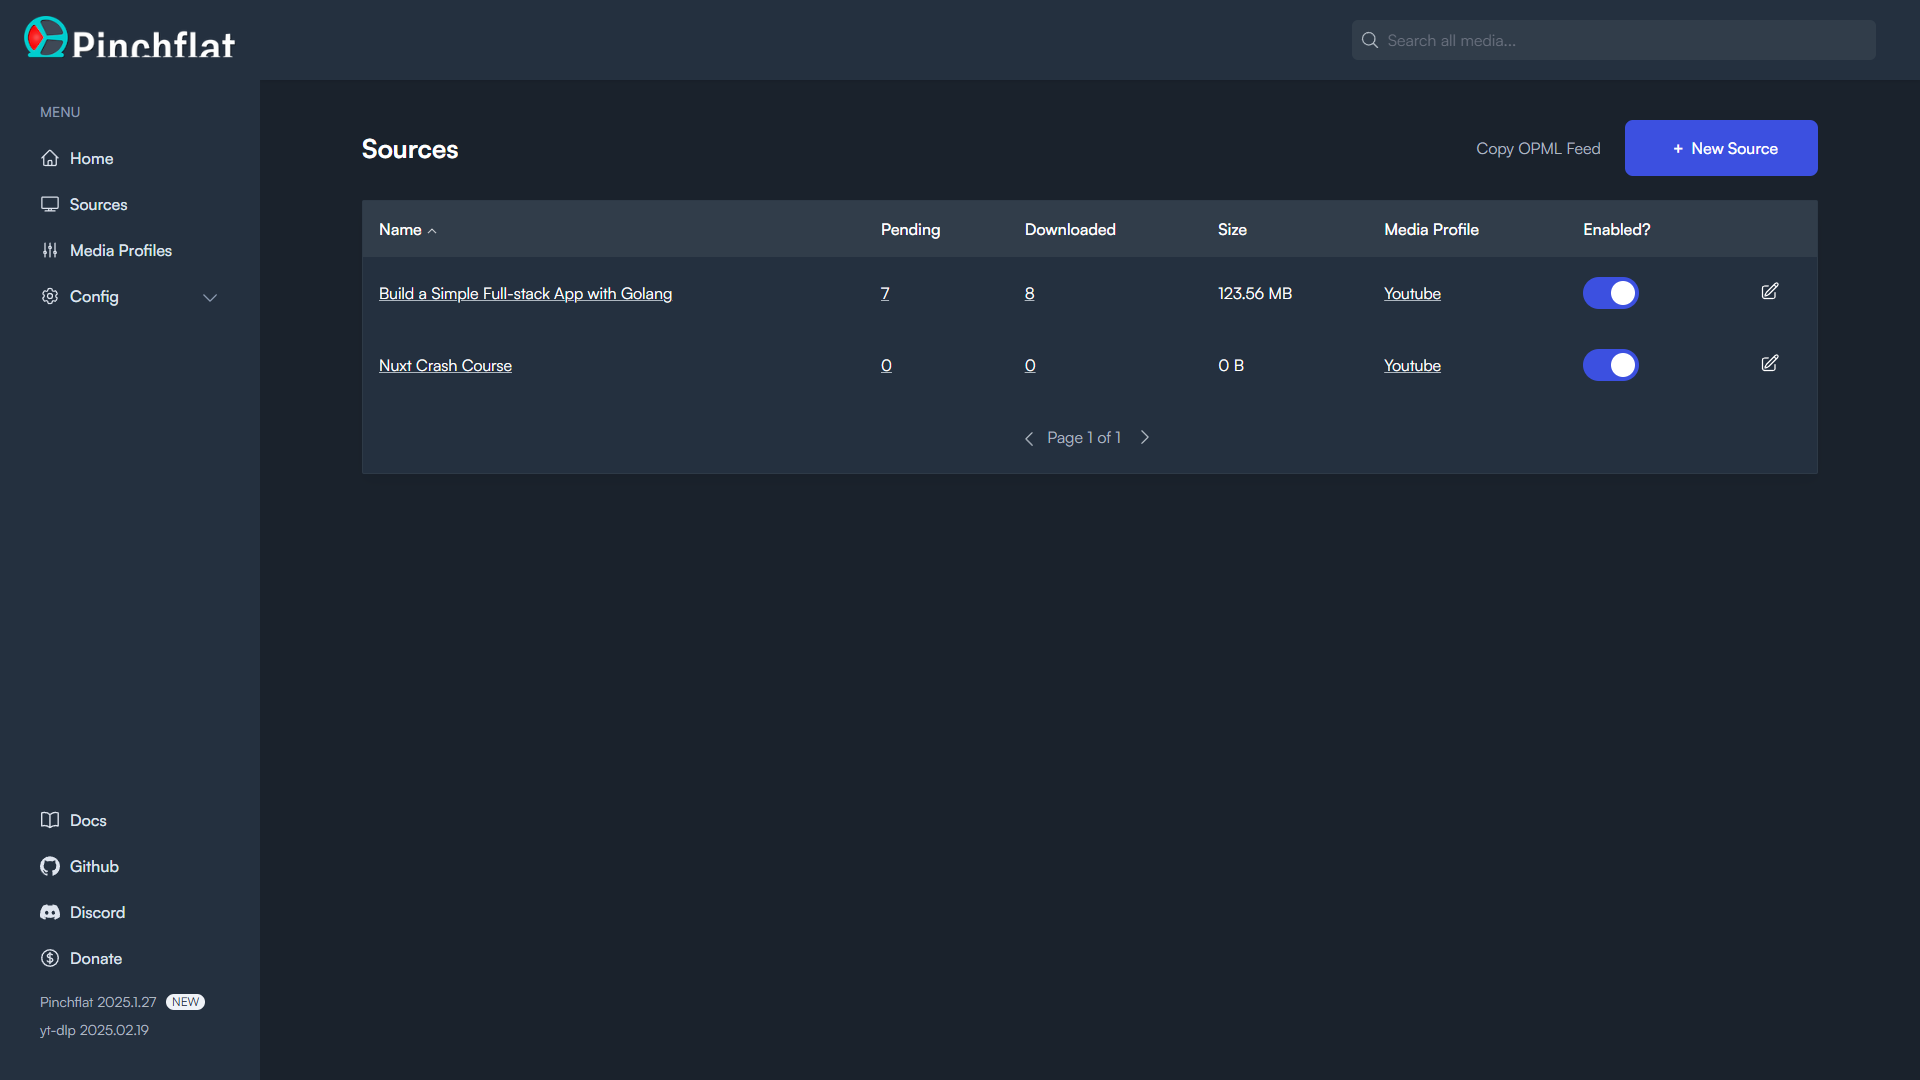 Pinchflat
Search all media...
MENU
Home
Sources
Media Profiles
Config
Sources
Copy OPML Feed
+ New Source
Name Pending Downloaded Size Media Profile Enabled?
Build a Simple Full-stack App with Golang 7 8 123.56 MB Youtube
Nuxt Crash Course 0 0 0 B Youtube
Page 1 of 1
Docs
Github
Discord
Donate
Pinchflat 2025.1.27 NEW
yt-dlp 2025.02.19